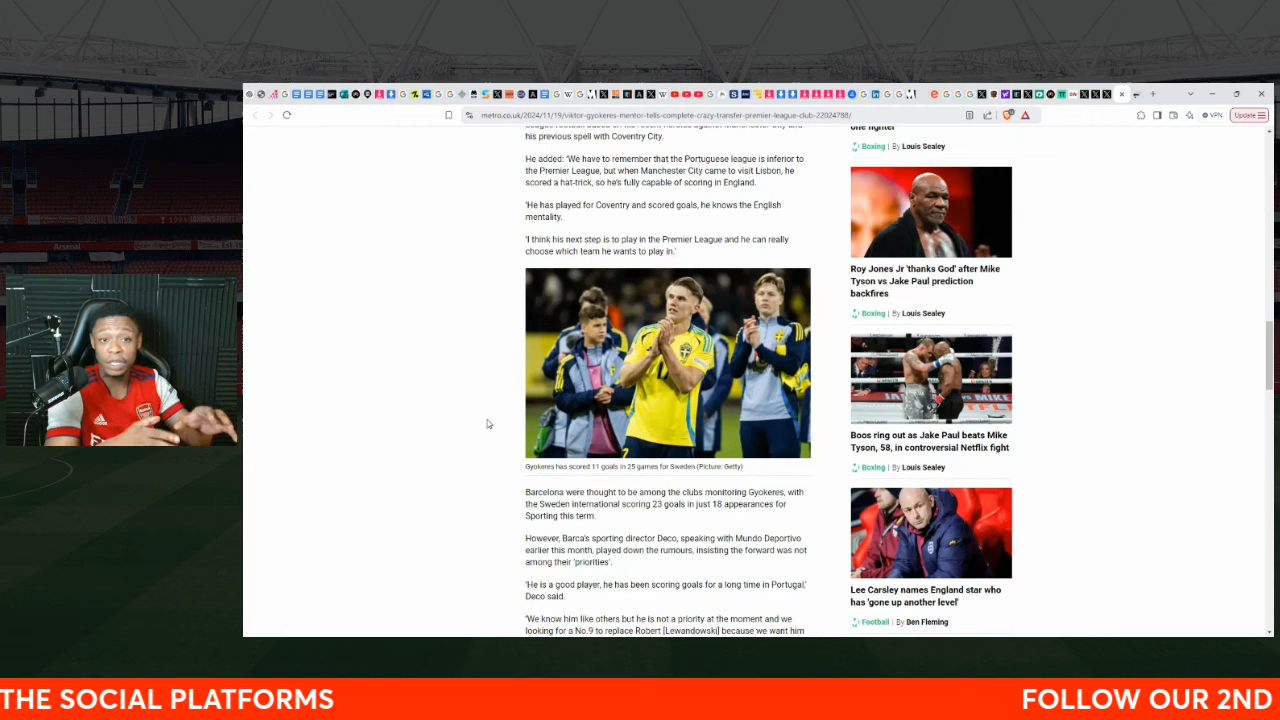 metro.co.uk/2024/11/19/viktor-gyokeres-mentor-tells-complete-crazy-transfer-premier-league-club-22024788/
VPN
Update
his previous spell with Coventry City.
He added: 'We have to remember that the Portuguese league is inferior to
the Premier League, but when Manchester City came to visit Lisbon, he
scored a hat-trick, so he's fully capable of scoring in England.
'He has played for Coventry and scored goals, he knows the English
mentality.
'I think his next step is to play in the Premier League and he can really
choose which team he wants to play in.'
Gyokeres has scored 11 goals in 25 games for Sweden (Picture: Getty)
Barcelona were thought to be among the clubs monitoring Gyokeres, with
the Sweden international scoring 23 goals in just 18 appearances for
Sporting this term.
However, Barca's sporting director Deco, speaking with Mundo Deportivo
earlier this month, played down the rumours, insisting the forward was not
among their 'priorities'.
'He is a good player, he has been scoring goals for a long time in Portugal,'
Deco said.
'We know him like others but he is not a priority at the moment and we
looking for a No.9 to replace Robert [Lewandowski] because we want him
one fighter
Boxing | By Louis Sealey
Roy Jones Jr 'thanks God' after Mike
Tyson vs Jake Paul prediction
backfires
Boxing | By Louis Sealey
Boos ring out as Jake Paul beats Mike
Tyson, 58, in controversial Netflix fight
Boxing | By Louis Sealey
Lee Carsley names England star who
has 'gone up another level'
Football | By Ben Fleming
Arsenal
THE SOCIAL PLATFORMS
FOLLOW OUR 2ND